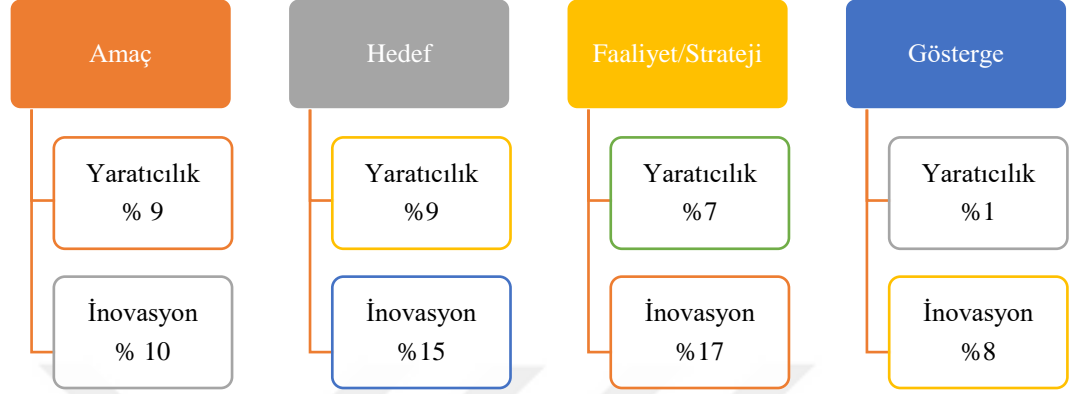 Amaç
Yaratıcılık
% 9
İnovasyon
% 10
Hedef
Yaratıcılık
%9
İnovasyon
%15
Faaliyet/Strateji
Yaratıcılık
%7
İnovasyon
%17
Gösterge
Yaratıcılık
%1
İnovasyon
%8